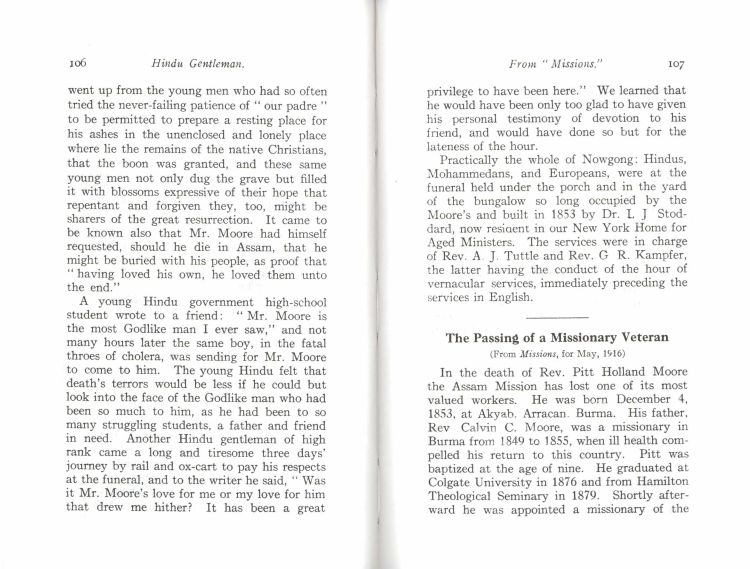 106 Hindu Gentleman.
went up from the young men who had so often
tried the never-failing patience of “ our padre ”
to be permitted to prepare a resting place for
his ashes in the unenclosed and lonely place
where lie the remains of the native Christians,
that the boon was granted, and these same
young men not only dug the grave but filled
it with blossoms expressive of their hope that
repentant and forgiven they, too, might be
sharers of the great resurrection. It came to
be known also that Mr. Moore had himself
requested, should he die in Assam, that he
might be buried with his people, as proof that
“ having loved his own, he loved them unto
the end.”
A young Hindu government high-school
student wrote to a friend: “ Mr. Moore is
the most Godlike man I ever saw,” and not
many hours later the same boy, in the fatal
throes of cholera, was sending for Mr. Moore
to come to him. The young Hindu felt that
death's terrors would be less if he could but
look into the face of the Godlike man who had
been so much to him, as he had been to so
many struggling students, a father and friend
in need. Another Hindu gentleman of high
rank came a long and tiresome three days'
journey by rail and ox-cart to pay his respects
at the funeral, and to the writer he said, “ Was
it Mr. Moore's love for me or my love for him
that drew me hither? It has been a great
From “ Missions.” 107
privilege to have been here.” We learned that
he would have been only too glad to have given
his personal testimony of devotion to his
friend, and would have done so but for the
lateness of the hour.
Practically the whole of Nowgong: Hindus,
Mohammedans, and Europeans, were at the
funeral held under the porch and in the yard
of the bungalow so long occupied by the
Moore's and built in 1853 by Dr. I. J Stod-
dard, now resident in our New York Home for
Aged Ministers. The services were in charge
of Rev. A. J. Tuttle and Rev. G R. Kampfer,
the latter having the conduct of the hour of
vernacular services, immediately preceding the
services in English.
The Passing of a Missionary Veteran
(From Missions, for May, 1916)
In the death of Rev. Pitt Holland Moore
the Assam Mission has lost one of its most
valued workers. He was born December 4,
1853, at Akyab, Arracan, Burma. His father,
Rev Calvin C. Moore, was a missionary in
Burma from 1849 to 1855, when ill health com-
pelled his return to this country. Pitt was
baptized at the age of nine. He graduated at
Colgate University in 1876 and from Hamilton
Theological Seminary in 1879. Shortly after-
ward he was appointed a missionary of the